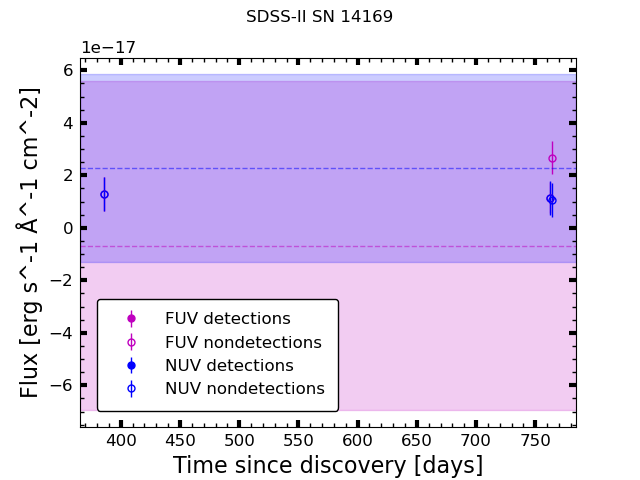 SDSS-II SN 14169
1e−17
6
4
2
0
−2
−4
−6
Flux [erg s^-1 Å^-1 cm^-2]
FUV detections
FUV nondetections
NUV detections
NUV nondetections
400 450 500 550 600 650 700 750
Time since discovery [days]